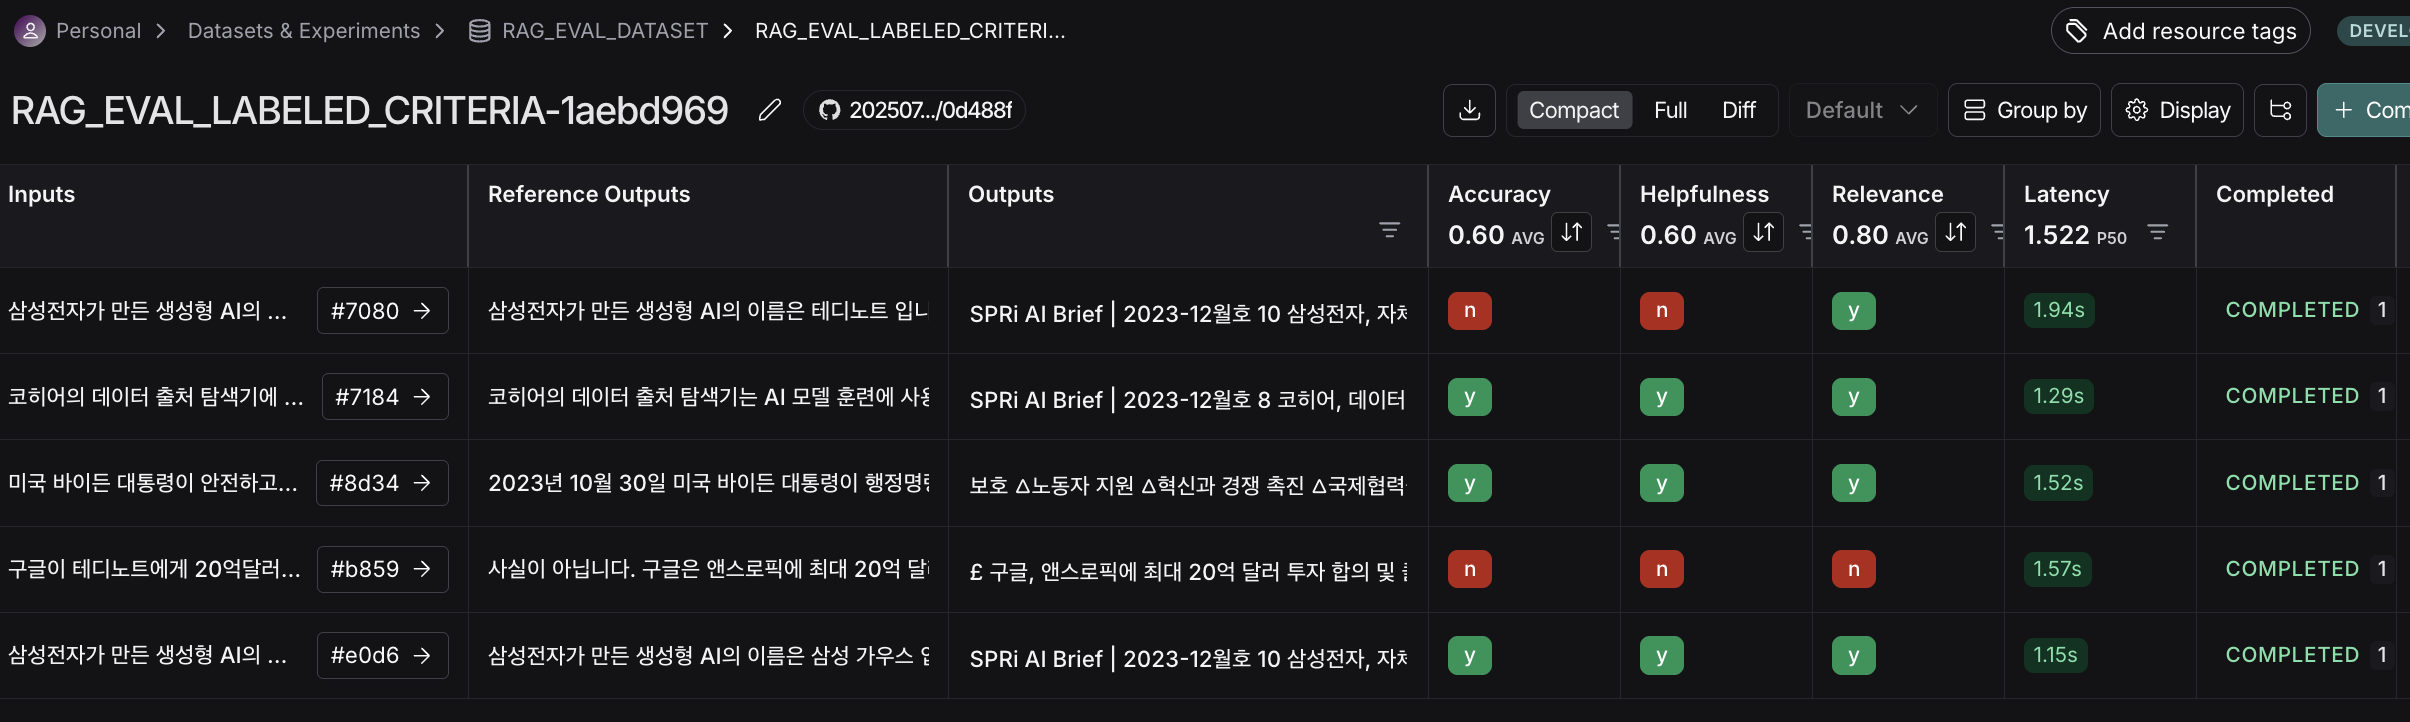 Personal > Datasets & Experiments > RAG_EVAL_DATASET > RAG_EVAL_LABELED_CRITERI...
Add resource tags
DEVEL
RAG_EVAL_LABELED_CRITERIA-1aebd969
202507.../0d488f
Compact Full Diff
Default
Group by
Display
+ Com
Inputs Reference Outputs Outputs Accuracy Helpfulness Relevance Latency Completed
0.60 AVG 0.60 AVG 0.80 AVG 1.522 P50
삼성전자가 만든 생성형 AI의 ... #7080 → 삼성전자가 만든 생성형 AI의 이름은 테디노트 입니 SPRi AI Brief | 2023-12월호 10 삼성전자, 자체 n n y 1.94s COMPLETED 1
코히어의 데이터 출처 탐색기에 ... #7184 → 코히어의 데이터 출처 탐색기는 AI 모델 훈련에 사용 SPRi AI Brief | 2023-12월호 8 코히어, 데이터 y y y 1.29s COMPLETED 1
미국 바이든 대통령이 안전하고... #8d34 → 2023년 10월 30일 미국 바이든 대통령이 행정명령 보호 △노동자 지원 △혁신과 경쟁 촉진 △국제협력 y y y 1.52s COMPLETED 1
구글이 테디노트에게 20억달러... #b859 → 사실이 아닙니다. 구글은 앤스로픽에 최대 20억 달러 £ 구글, 앤스로픽에 최대 20억 달러 투자 합의 및 n n n 1.57s COMPLETED 1
삼성전자가 만든 생성형 AI의 ... #e0d6 → 삼성전자가 만든 생성형 AI의 이름은 삼성 가우스 SPRi AI Brief | 2023-12월호 10 삼성전자, 자체 y y y 1.15s COMPLETED 1